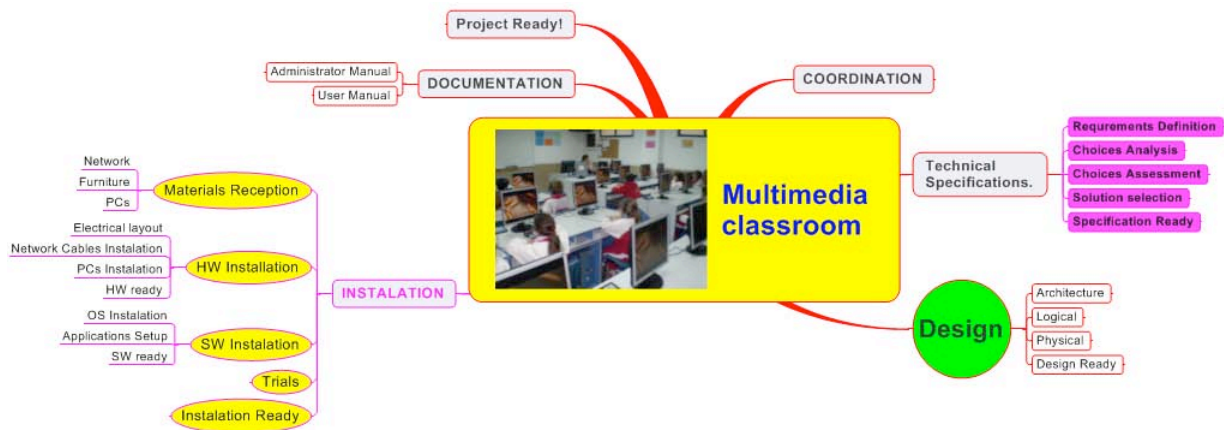 Project Ready!
Administrator Manual
User Manual
DOCUMENTATION
COORDINATION
Multimedia
classroom
Technical
Specifications.
Requrements Definition
Choices Analysis
Choices Assessment
Solution selection
Specification Ready
Design
Architecture
Logical
Physical
Design Ready
INSTALATION
Materials Reception
Network
Furniture
PCs
HW Installation
Electrical layout
Network Cables Instalation
PCs Instalation
HW ready
SW Instalation
OS Instalation
Applications Setup
SW ready
Trials
Instalation Ready